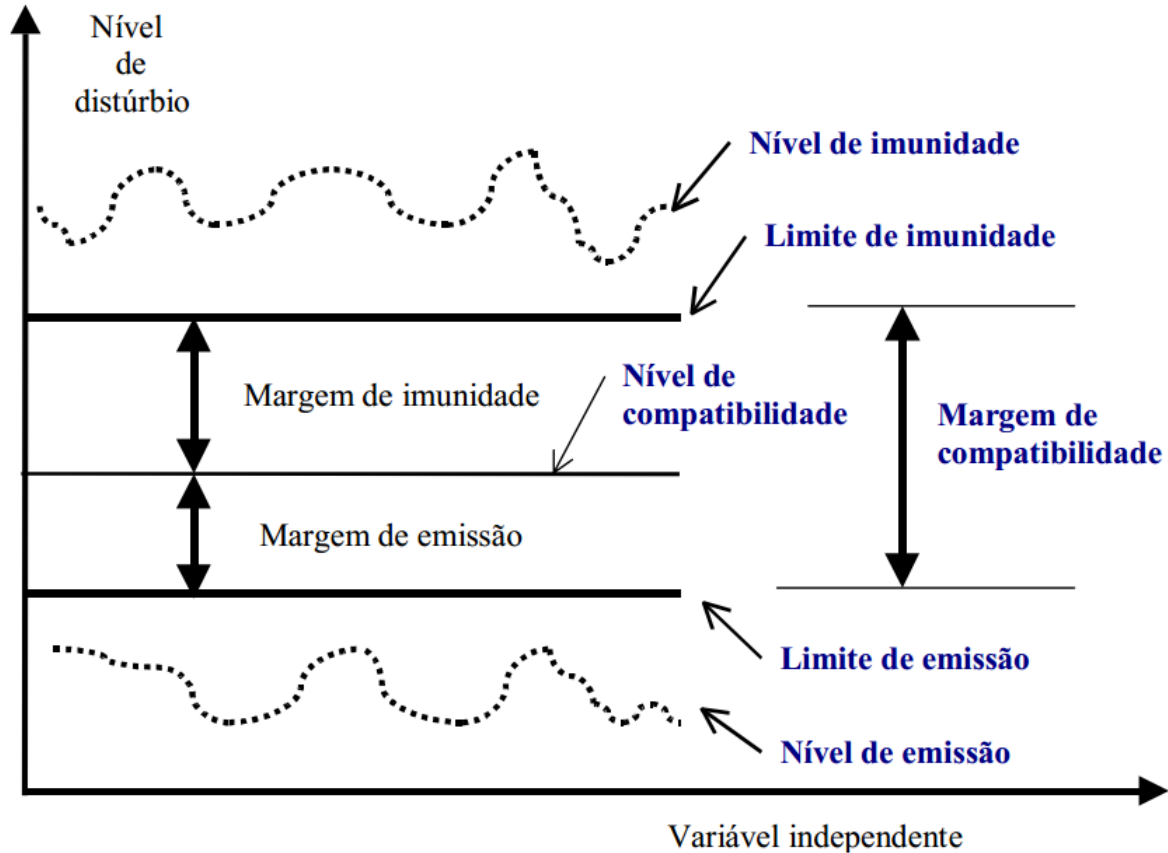 Nível
de
distúrbio
Nível de imunidade
Limite de imunidade
Margem de imunidade
Nível de
compatibilidade
Margem de
compatibilidade
Margem de emissão
Limite de emissão
Nível de emissão
Variável independente